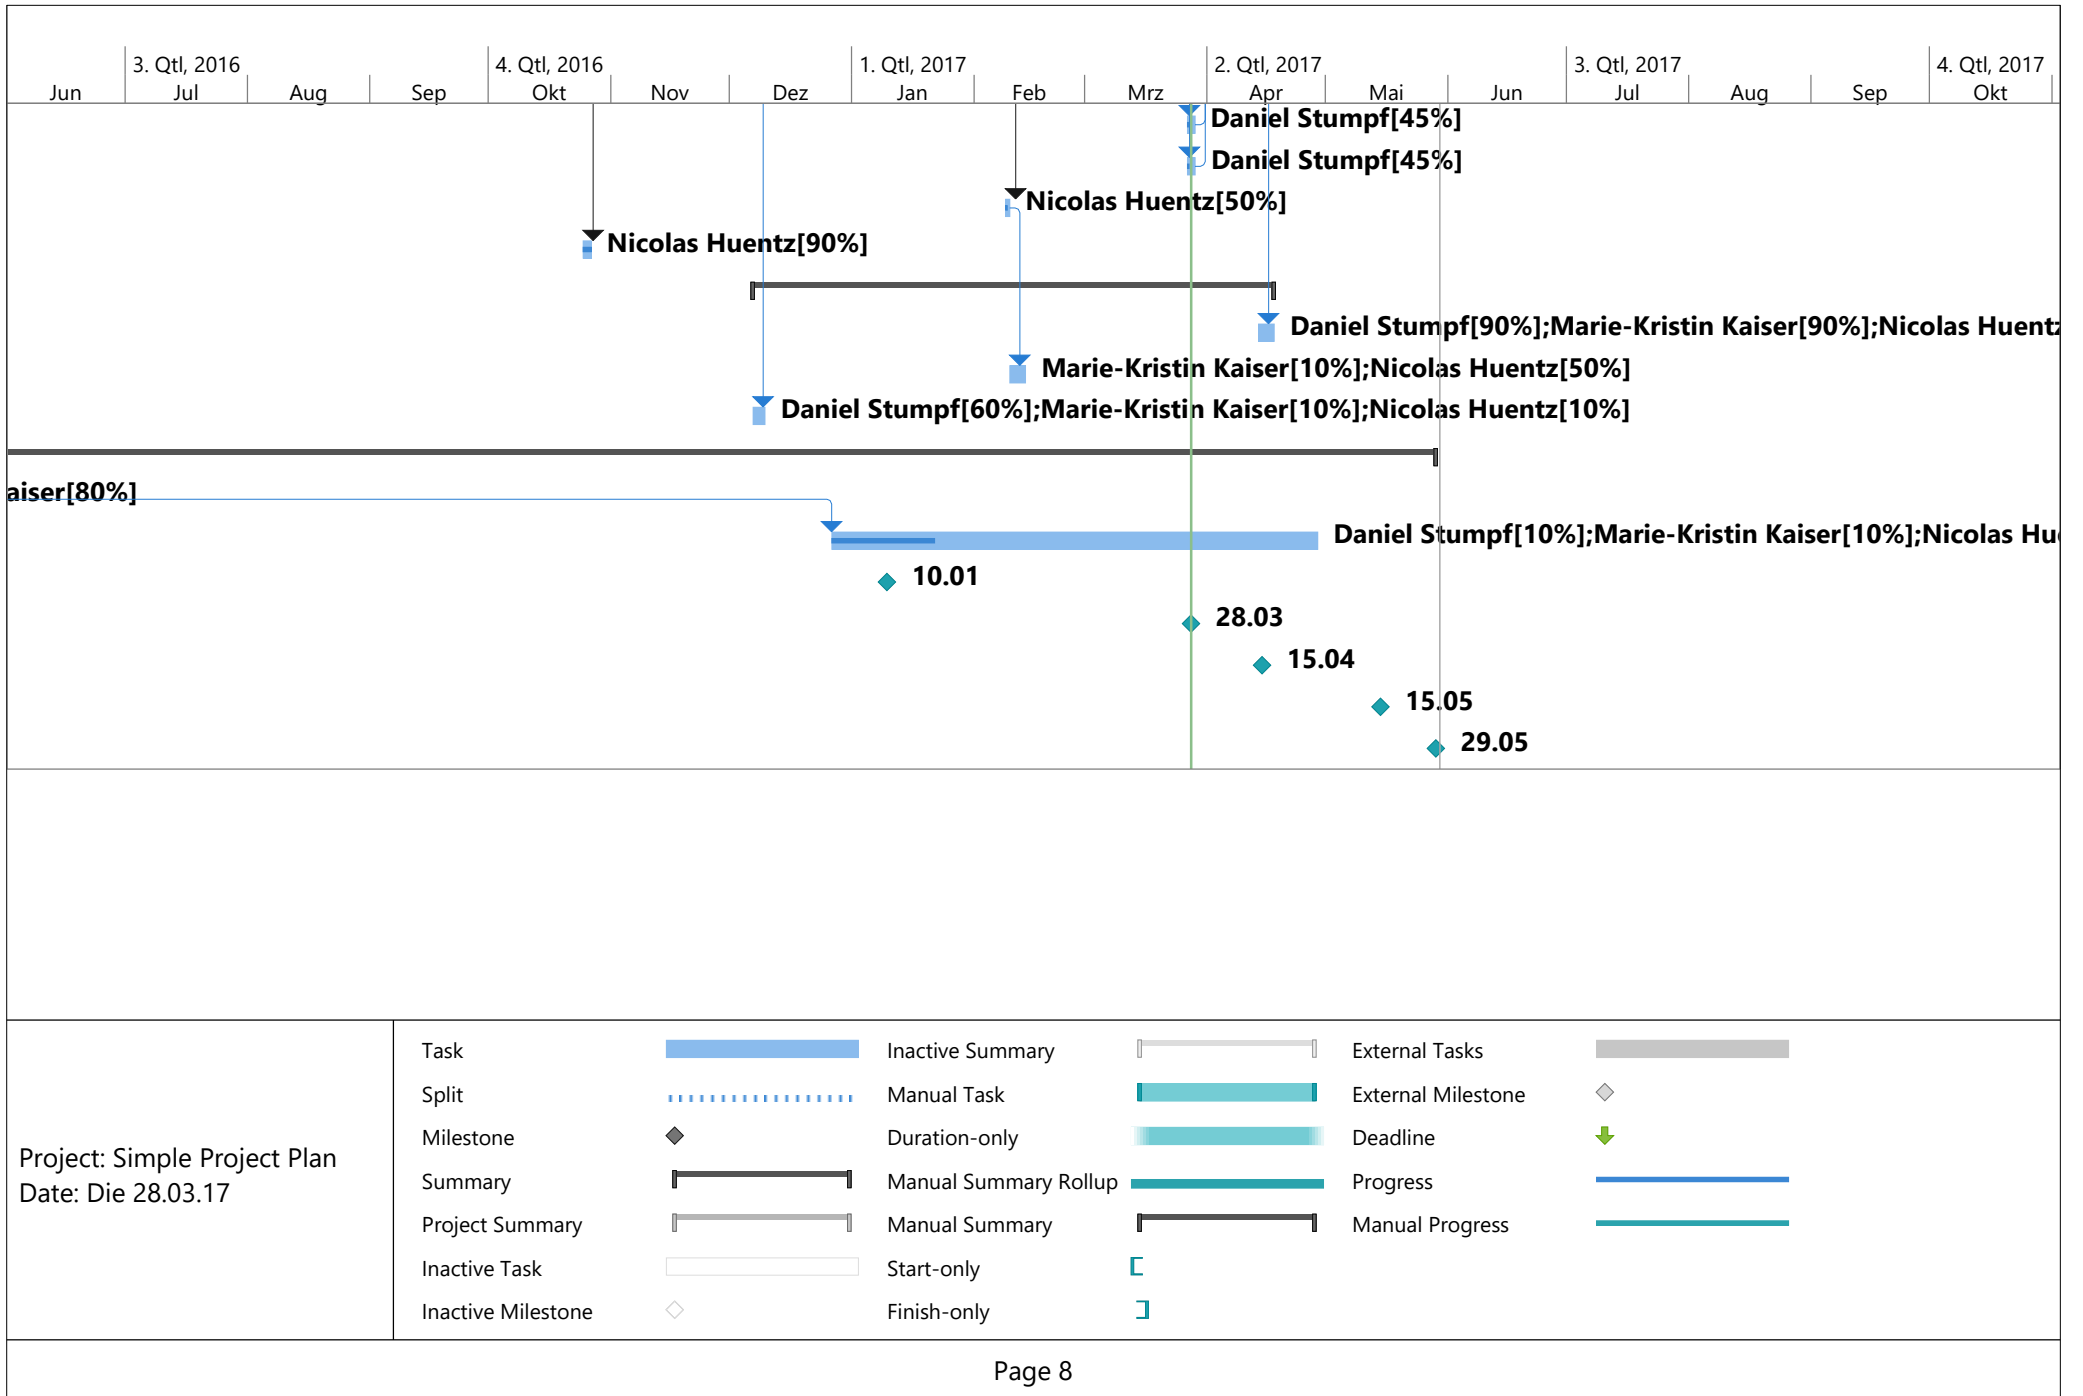 3. Qtl, 2016 4. Qtl, 2016 1. Qtl, 2017 2. Qtl, 2017 3. Qtl, 2017 4. Qtl, 2017
Jun Jul Aug Sep Okt Nov Dez Jan Feb Mrz Apr Mai Jun Jul Aug Sep Okt
Daniel Stumpf[45%]
Daniel Stumpf[45%]
Nicolas Huentz[50%]
Nicolas Huentz[90%]
Daniel Stumpf[90%];Marie-Kristin Kaiser[90%];Nicolas Huentz
Marie-Kristin Kaiser[10%];Nicolas Huentz[50%]
Daniel Stumpf[60%];Marie-Kristin Kaiser[10%];Nicolas Huentz[10%]
aiser[80%]
Daniel Stumpf[10%];Marie-Kristin Kaiser[10%];Nicolas Hu
10.01
28.03
15.04
15.05
29.05
Project: Simple Project Plan
Date: Die 28.03.17
Task
Split
Milestone
Summary
Project Summary
Inactive Task
Inactive Milestone
Inactive Summary
Manual Task
Duration-only
Manual Summary Rollup
Manual Summary
Start-only
Finish-only
External Tasks
External Milestone
Deadline
Progress
Manual Progress
Page 8